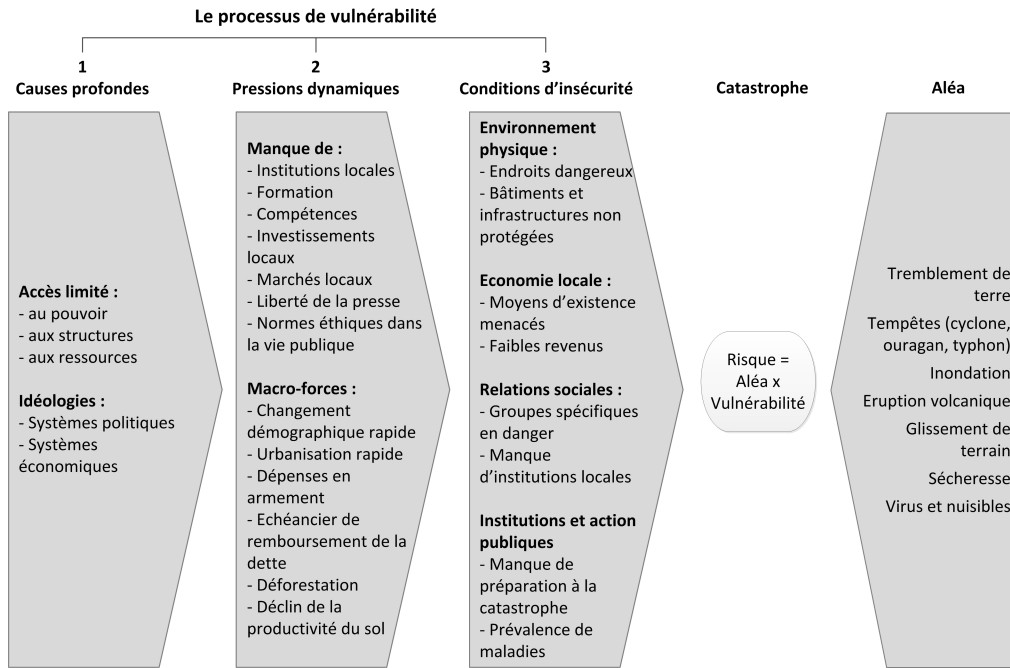 Le processus de vulnérabilité
1
Causes profondes
2
Pressions dynamiques
3
Conditions d’insécurité
Catastrophe
Aléa
Accès limité :
- au pouvoir
- aux structures
- aux ressources
Idéologies :
- Systèmes politiques
- Systèmes
économiques
Manque de :
- Institutions locales
- Formation
- Compétences
- Investissements
locaux
- Marchés locaux
- Liberté de la presse
- Normes éthiques dans
la vie publique
Macro-forces :
- Changement
démographique rapide
- Urbanisation rapide
- Dépenses en
armement
- Echéancier de
remboursement de la
dette
- Déforestation
- Déclin de la
productivité du sol
Environnement
physique :
- Endroits dangereux
- Bâtiments et
infrastructures non
protégées
Economie locale :
- Moyens d’existence
menacés
- Faibles revenus
Relations sociales :
- Groupes spécifiques
en danger
- Manque
d’institutions locales
Institutions et action
publiques
- Manque de
préparation à la
catastrophe
- Prévalence de
maladies
Risque =
Aléa x
Vulnérabilité
Tremblement de
terre
Tempêtes (cyclone,
ouragan, typhon)
Inondation
Eruption volcanique
Glissement de
terrain
Sécheresse
Virus et nuisibles